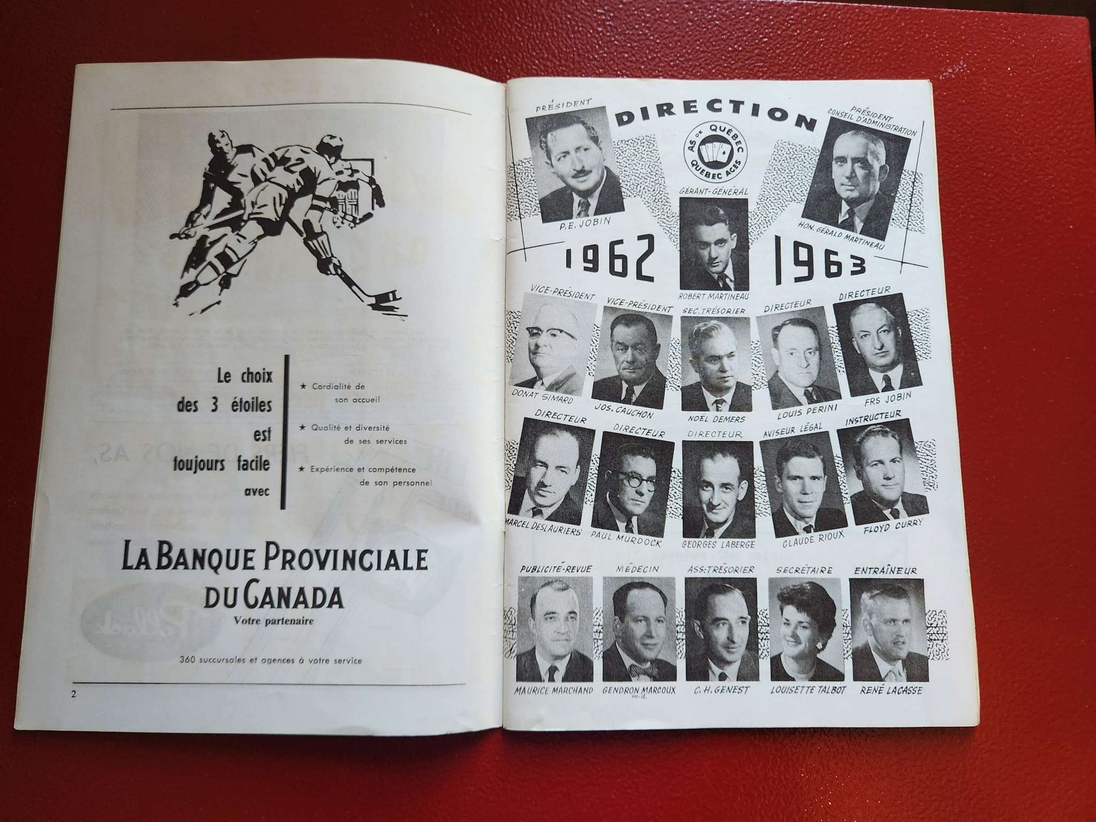 Le choix
des 3 étoiles
est
toujours facile
avec
★ Cordialité de
son accueil
★ Qualité et diversité
de ses services
★ Expérience et compétence
de son personnel
LA BANQUE PROVINCIALE
DU CANADA
Votre partenaire
360 succursales et agences à votre service
2
DIRECTION
PRÉSIDENT
P.E. JOBIN
AS DE QUÉBEC
QUEBEC ACES
PRÉSIDENT
CONSEIL D'ADMINISTRATION
HON. GÉRALD MARTINEAU
GÉRANT-GÉNÉRAL
ROBERT MARTINEAU
1962 1963
VICE-PRÉSIDENT
DONAT SIMARD
VICE-PRÉSIDENT
JOS. CAUCHON
SEC. TRÉSORIER
NOËL DEMERS
DIRECTEUR
LOUIS PERINI
DIRECTEUR
FRS JOBIN
DIRECTEUR
MARCEL DESLAURIERS
DIRECTEUR
PAUL MURDOCK
DIRECTEUR
GEORGES LABERGE
AVISEUR LÉGAL
CLAUDE RIOUX
INSTRUCTEUR
FLOYD CURRY
PUBLICITÉ-REVUE
MAURICE MARCHAND
MÉDECIN
GENDRON MARCOUX
m.d.
ASS-TRÉSORIER
C.H. GENEST
SECRÉTAIRE
LOUISETTE TALBOT
ENTRAÎNEUR
RENÉ LACASSE